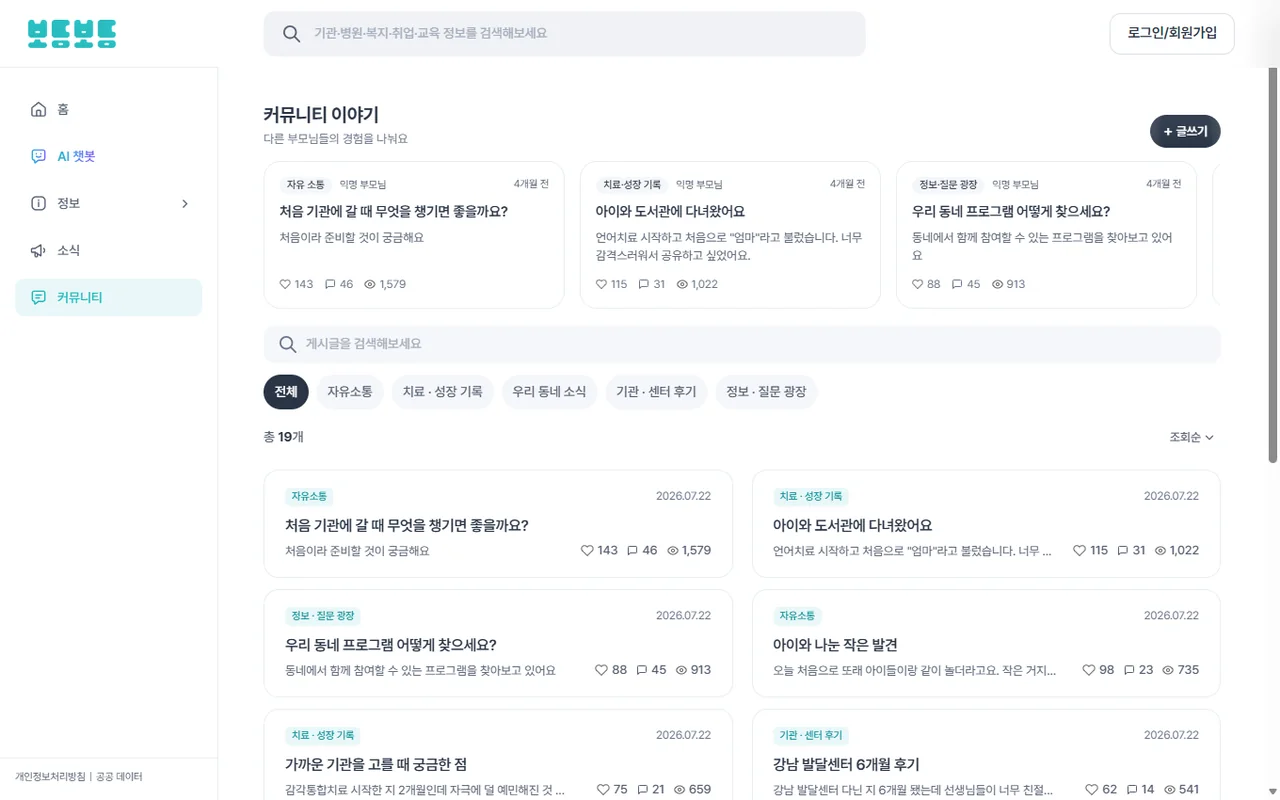 보통보통
기관·병원·복지·취업·교육 정보를 검색해보세요
로그인/회원가입
홈
AI 챗봇
정보
소식
커뮤니티
개인정보처리방침 | 공공 데이터
커뮤니티 이야기
다른 부모님들의 경험을 나눠요
+ 글쓰기
자유 소통 익명 부모님 4개월 전
처음 기관에 갈 때 무엇을 챙기면 좋을까요?
처음이라 준비할 것이 궁금해요
143 46 1,579
치료·성장 기록 익명 부모님 4개월 전
아이와 도서관에 다녀왔어요
언어치료 시작하고 처음으로 "엄마"라고 불렀습니다. 너무
감격스러워서 공유하고 싶었어요.
115 31 1,022
정보·질문 광장 익명 부모님 4개월 전
우리 동네 프로그램 어떻게 찾으세요?
동네에서 함께 참여할 수 있는 프로그램을 찾아보고 있어
요
88 45 913
게시글을 검색해보세요
전체 자유소통 치료 · 성장 기록 우리 동네 소식 기관 · 센터 후기 정보 · 질문 광장
총 19개 조회순
자유소통 2026.07.22
처음 기관에 갈 때 무엇을 챙기면 좋을까요?
처음이라 준비할 것이 궁금해요 143 46 1,579
치료 · 성장 기록 2026.07.22
아이와 도서관에 다녀왔어요
언어치료 시작하고 처음으로 "엄마"라고 불렀습니다. 너무 ... 115 31 1,022
정보 · 질문 광장 2026.07.22
우리 동네 프로그램 어떻게 찾으세요?
동네에서 함께 참여할 수 있는 프로그램을 찾아보고 있어요 88 45 913
자유소통 2026.07.22
아이와 나눈 작은 발견
오늘 처음으로 또래 아이들이랑 같이 놀더라고요. 작은 거지... 98 23 735
치료 · 성장 기록 2026.07.22
가까운 기관을 고를 때 궁금한 점
감각통합치료 시작한 지 2개월인데 자극에 덜 예민해진 것 ... 75 21 659
기관 · 센터 후기 2026.07.22
강남 발달센터 6개월 후기
강남 발달센터 다닌 지 6개월 됐는데 선생님들이 너무 친절... 62 14 541